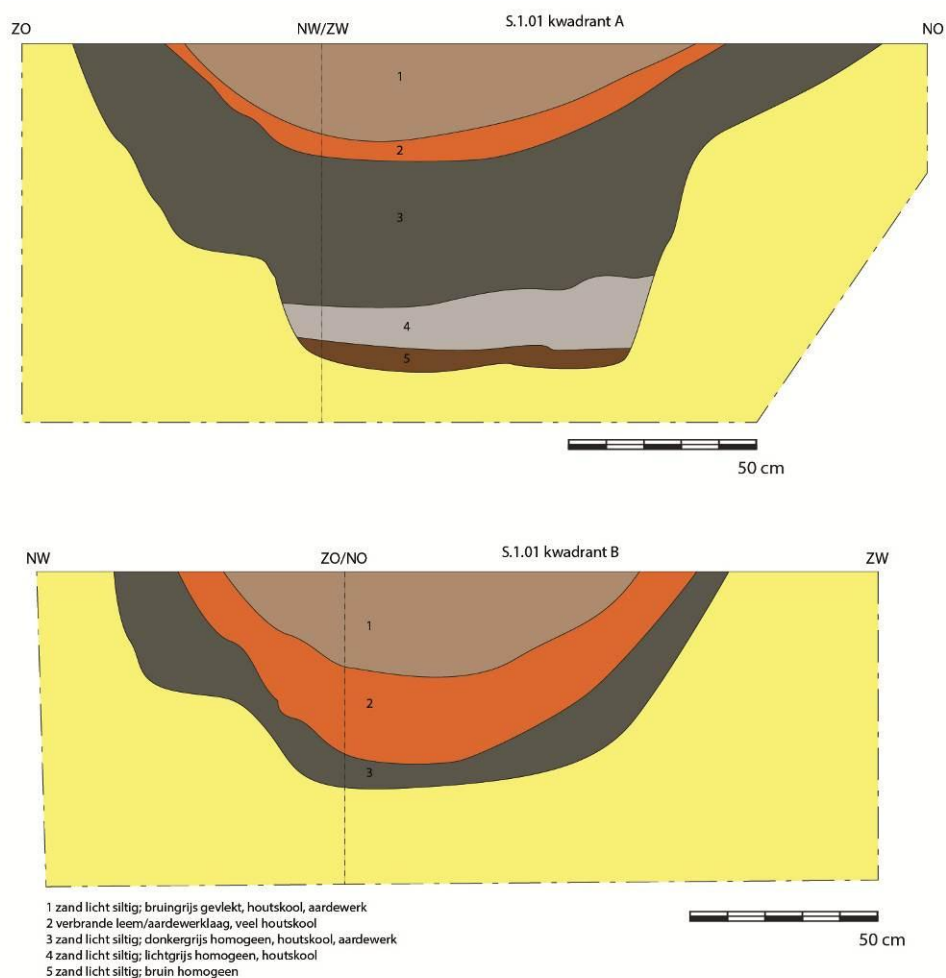 S.1.01 kwadrant A
ZO NW/ZW NO
1
2
3
4
5
50 cm
S.1.01 kwadrant B
NW ZO/NO ZW
1
2
3
1 zand licht siltig; bruingrijs gevlekt, houtskool, aardewerk
2 verbrande leem/aardewerklaag, veel houtskool
3 zand licht siltig; donkergrijs homogeen, houtskool, aardewerk
4 zand licht siltig; lichtgrijs homogeen, houtskool
5 zand licht siltig; bruin homogeen
50 cm